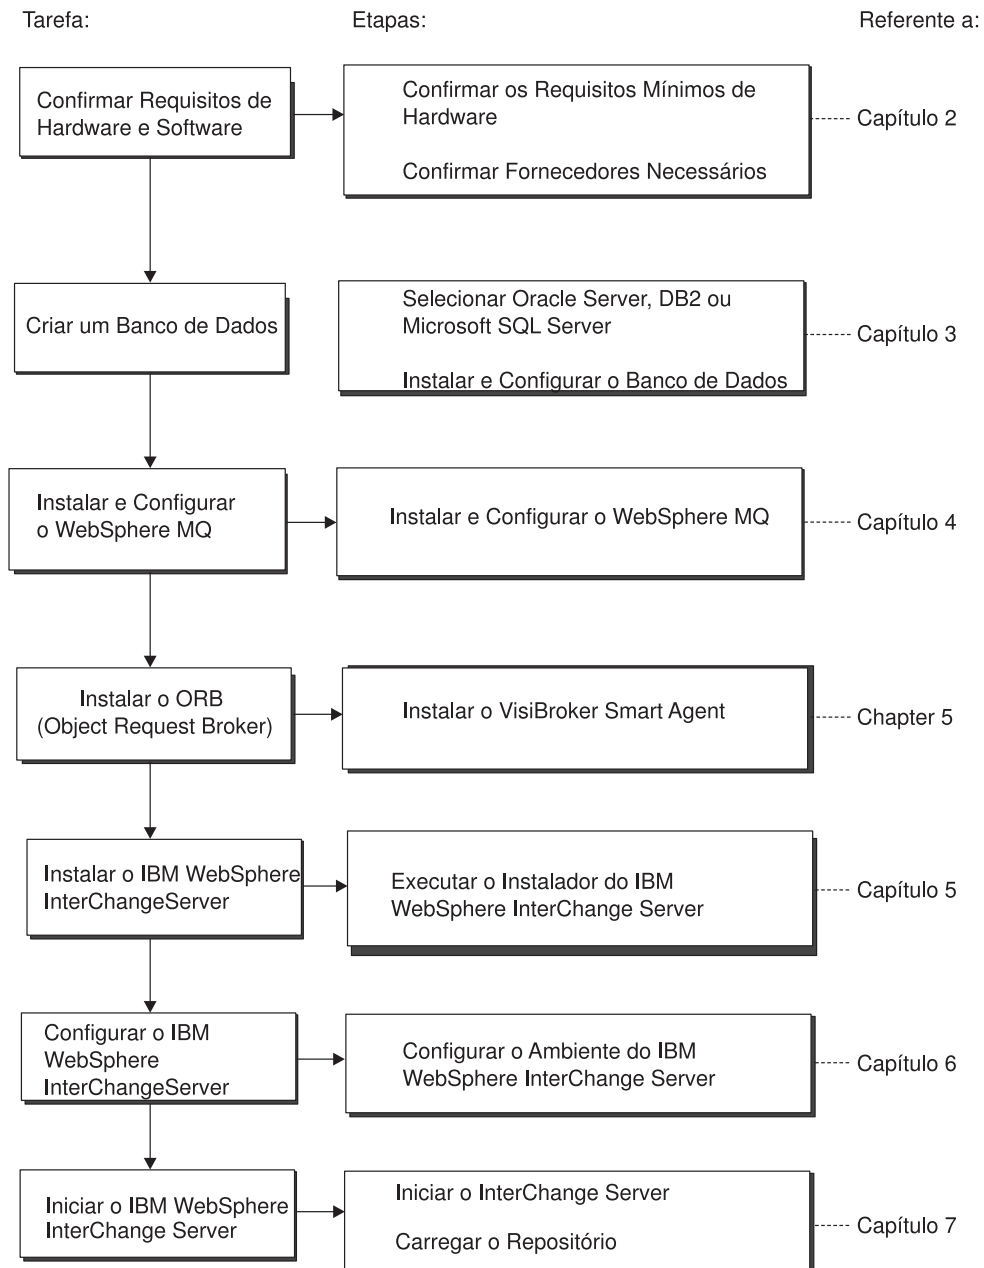 Tarefa:
Etapas:
Referente a:
Confirmar Requisitos de
Hardware e Software
Confirmar os Requisitos Mínimos de
Hardware
Confirmar Fornecedores Necessários
Capítulo 2
Criar um Banco de Dados
Selecionar Oracle Server, DB2 ou
Microsoft SQL Server
Instalar e Configurar o Banco de Dados
Capítulo 3
Instalar e Configurar
o WebSphere MQ
Instalar e Configurar o WebSphere MQ
Capítulo 4
Instalar o ORB
(Object Request Broker)
Instalar o VisiBroker Smart Agent
Chapter 5
Instalar o IBM WebSphere
InterChangeServer
Executar o Instalador do IBM
WebSphere InterChange Server
Capítulo 5
Configurar o IBM
WebSphere
InterChangeServer
Configurar o Ambiente do IBM
WebSphere InterChange Server
Capítulo 6
Iniciar o IBM WebSphere
InterChange Server
Iniciar o InterChange Server
Carregar o Repositório
Capítulo 7